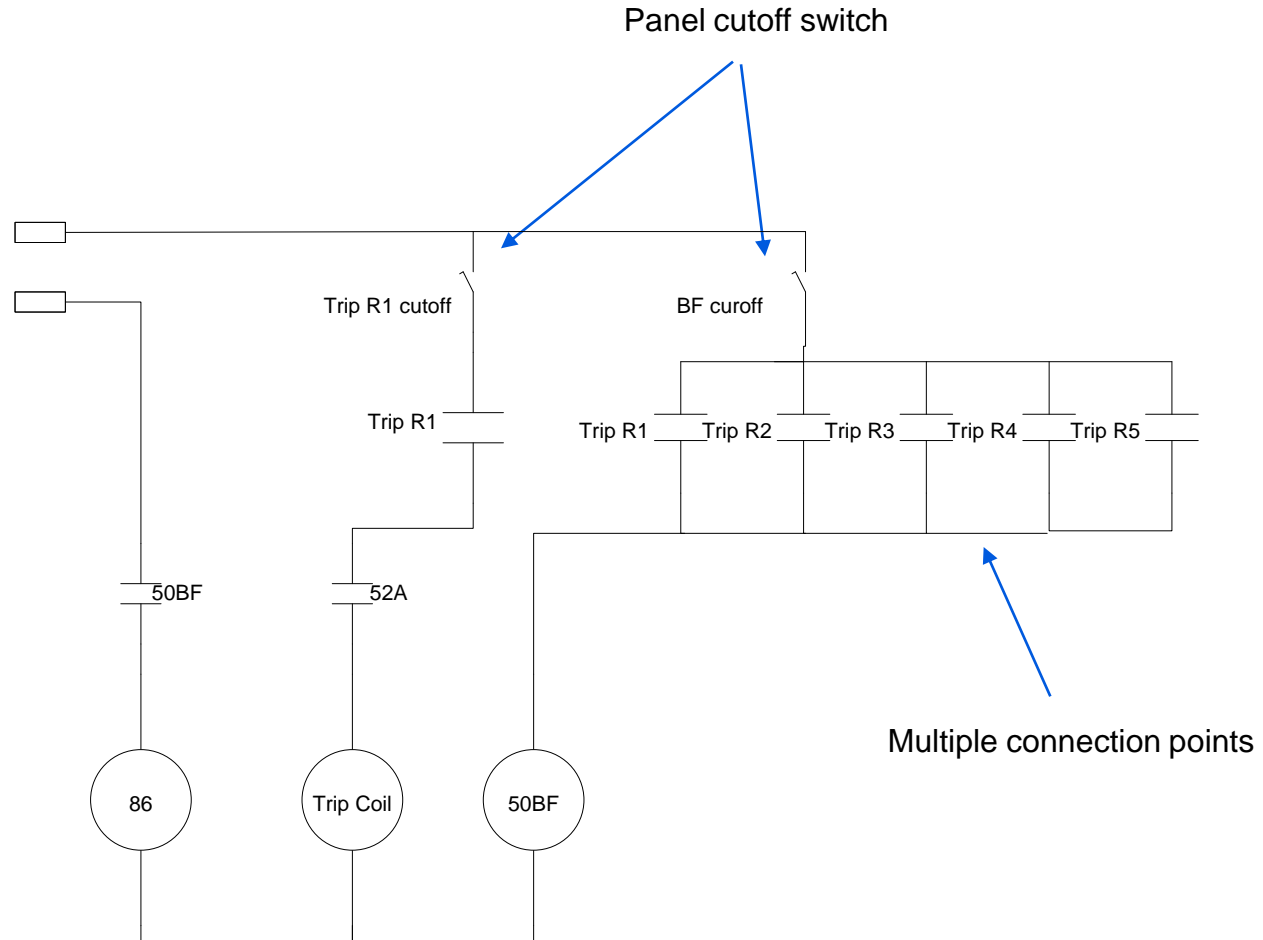 Panel cutoff switch
Trip R1 cutoff
BF curoff
Trip R1
Trip R1
Trip R2
Trip R3
Trip R4
Trip R5
50BF
52A
Multiple connection points
86
Trip Coil
50BF